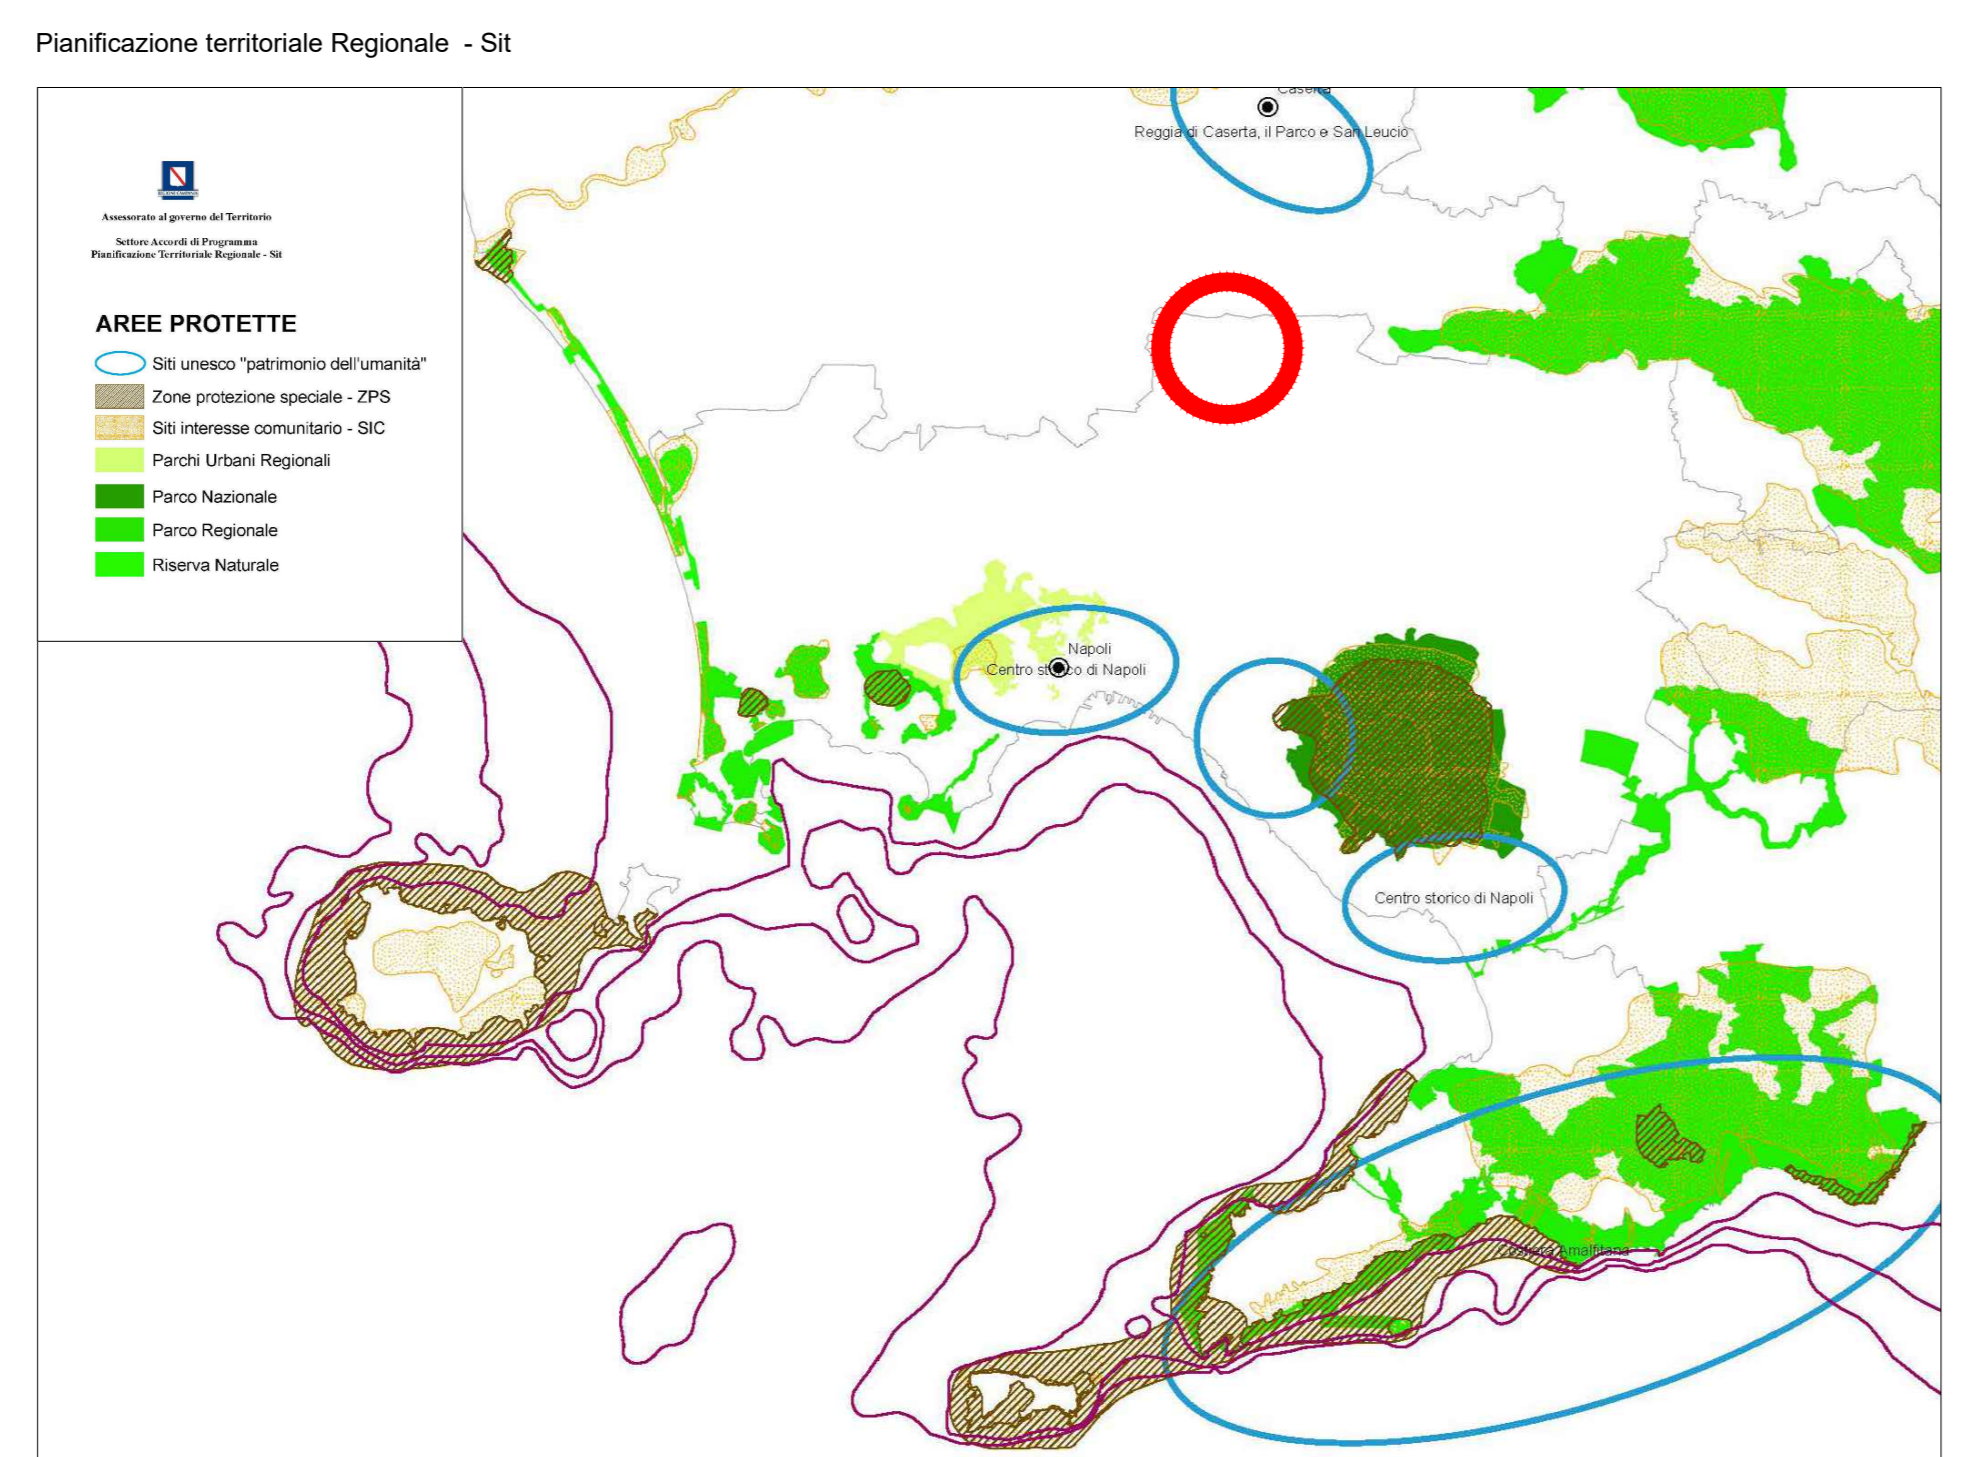 Pianificazione territoriale Regionale - Sit
Assessorato al governo del Territorio
Settore Accordi di Programma
Pianificazione Territoriale Regionale - Sit
AREE PROTETTE
Siti unesco "patrimonio dell'umanità"
Zone protezione speciale - ZPS
Siti interesse comunitario - SIC
Parchi Urbani Regionali
Parco Nazionale
Parco Regionale
Riserva Naturale
Caserta
Reggia di Caserta, il Parco e San Leucio
Napoli
Centro storico di Napoli
Centro storico di Napoli
Costiera Amalfitana